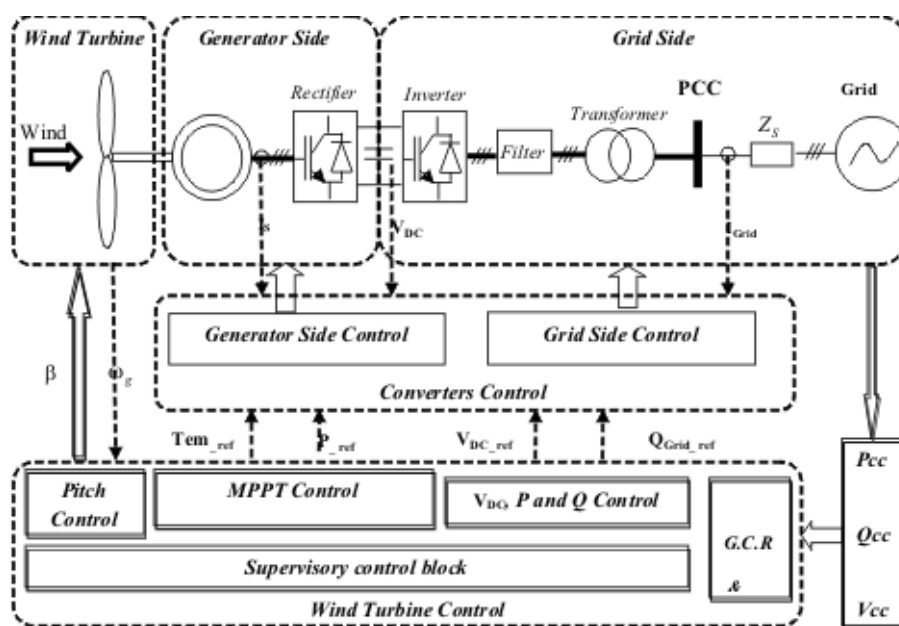 Wind Turbine
Generator Side
Grid Side
Rectifier
Inverter
Transformer
PCC
Grid
Wind
Filter
Z_S
Is
V_DC
Grid
Generator Side Control
Grid Side Control
β
ω_g
Converters Control
Tem_ref
P_ref
V_DC_ref
Q_Grid_ref
Pitch
Control
MPPT Control
V_DC, P and Q Control
G.C.R
&
Supervisory control block
Wind Turbine Control
Pcc
Qcc
Vcc